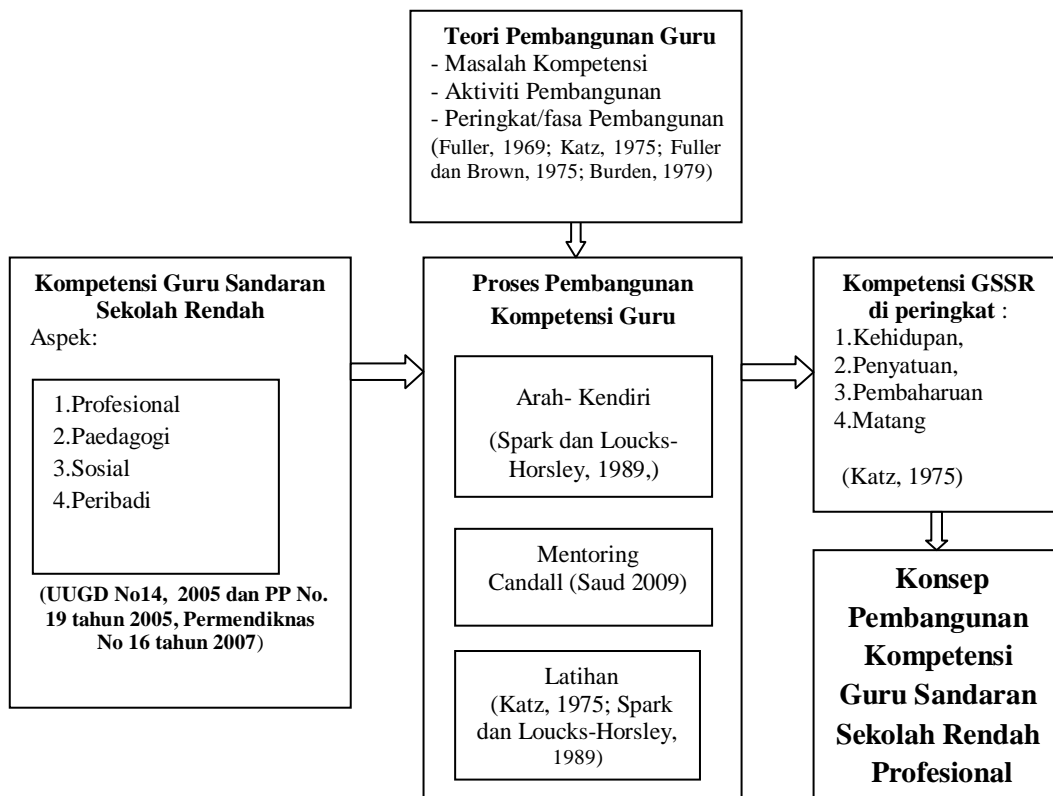 Teori Pembangunan Guru
- Masalah Kompetensi
- Aktiviti Pembangunan
- Peringkat/fasa Pembangunan
(Fuller, 1969; Katz, 1975; Fuller
dan Brown, 1975; Burden, 1979)
Kompetensi Guru Sandaran
Sekolah Rendah
Aspek:
1.Profesional
2.Paedagogi
3.Sosial
4.Peribadi
(UUGD No14, 2005 dan PP No.
19 tahun 2005, Permendiknas
No 16 tahun 2007)
Proses Pembangunan
Kompetensi Guru
Arah- Kendiri
(Spark dan Loucks-
Horsley, 1989,)
Mentoring
Candall (Saud 2009)
Latihan
(Katz, 1975; Spark
dan Loucks-Horsley,
1989)
Kompetensi GSSR
di peringkat :
1.Kehidupan,
2.Penyatuan,
3.Pembaharuan
4.Matang
(Katz, 1975)
Konsep
Pembangunan
Kompetensi
Guru Sandaran
Sekolah Rendah
Profesional